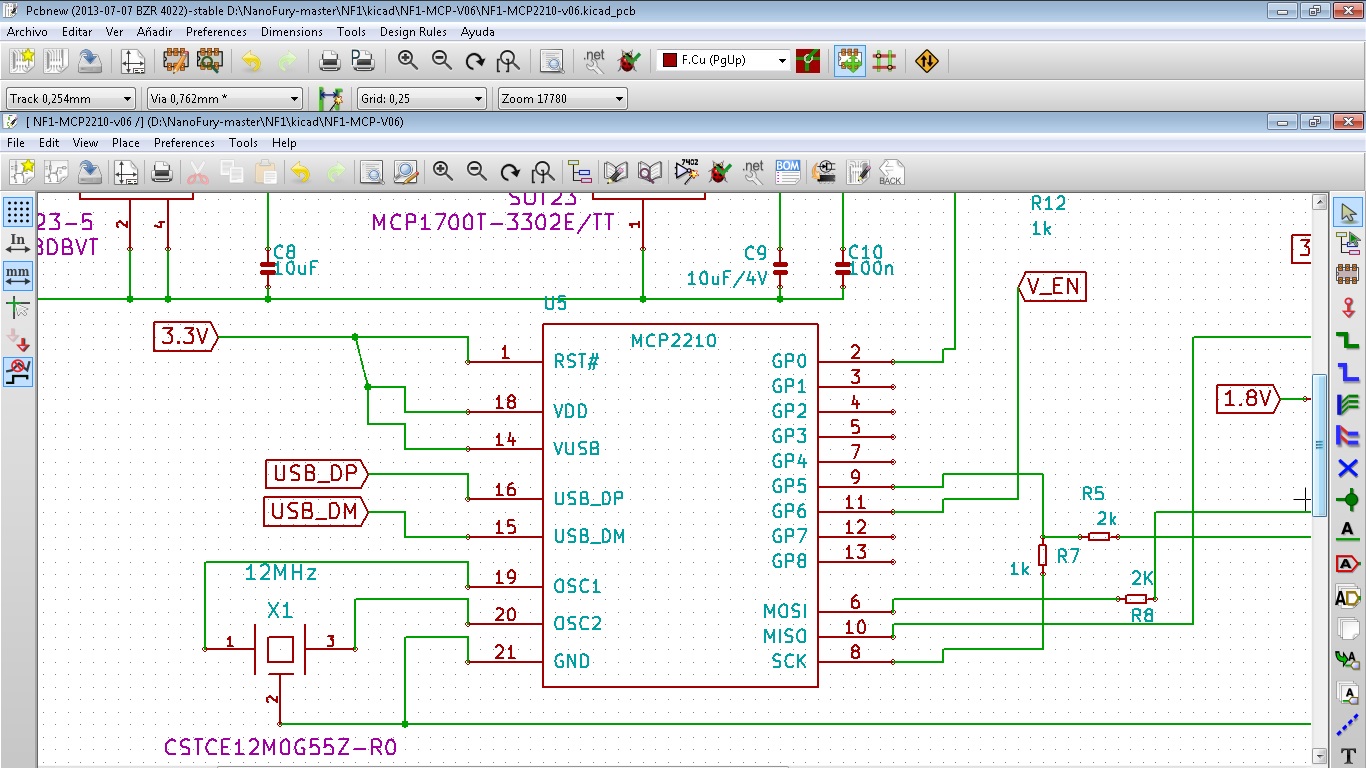 Pcbnew (2013-07-07 BZR 4022)-stable D:\NanoFury-master\NF1\kicad\NF1-MCP-V06\NF1-MCP2210-v06.kicad_pcb
Archivo Editar Ver Añadir Preferences Dimensions Tools Design Rules Ayuda
.net F.Cu (PgUp)
Track 0,254mm Via 0,762mm * Grid: 0,25 Zoom 17780
[ NF1-MCP2210-v06 /] (D:\NanoFury-master\NF1\kicad\NF1-MCP-V06)
File Edit View Place Preferences Tools Help
7402 .net BOM BACK
In
mm
23-5 2 4
3DBVT
SOT23
MCP1700T-3302E/TT 1
R12
1k
C8
10uF
C9
10uF/4V
C10
100n
3
V_EN
U5
MCP2210
3.3V
1 RST#
18 VDD
14 VUSB
USB_DP
16 USB_DP
USB_DM
15 USB_DM
19 OSC1
20 OSC2
21 GND
GP0 2
GP1 3
GP2 4
GP3 5
GP4 7
GP5 9
GP6 11
GP7 12
GP8 13
MOSI 6
MISO 10
SCK 8
1.8V
R5
2k
1k R7
2K
R8
12MHz
X1
1 3
2
CSTCE12M0G55Z-R0
A
A
AD
A
A
T